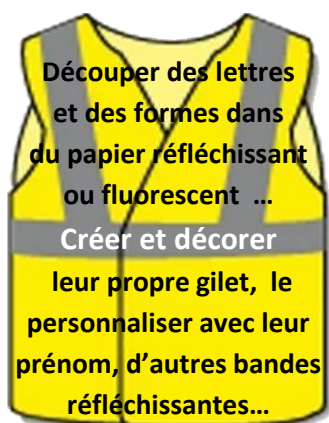 Découper des lettres
et des formes dans
du papier réfléchissant
ou fluorescent ...
Créer et décorer
leur propre gilet, le
personnaliser avec leur
prénom, d'autres bandes
réfléchissantes...